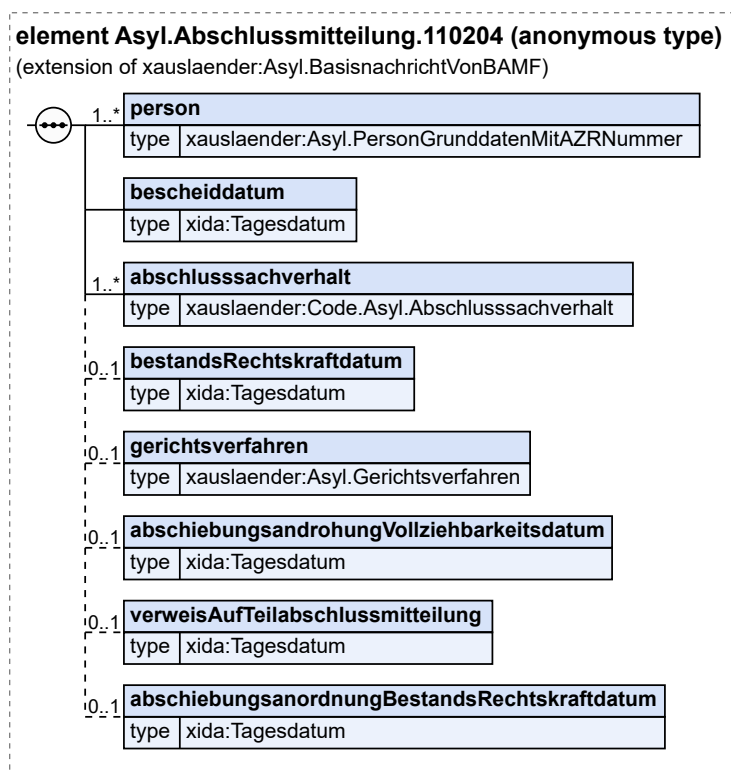 element Asyl.Abschlussmitteilung.110204 (anonymous type)
(extension of xauslaender:Asyl.BasisnachrichtVonBAMF)
1..* person
type xauslaender:Asyl.PersonGrunddatenMitAZRNummer
bescheiddatum
type xida:Tagesdatum
1..* abschlusssachverhalt
type xauslaender:Code.Asyl.Abschlusssachverhalt
0..1 bestandsRechtskraftdatum
type xida:Tagesdatum
0..1 gerichtsverfahren
type xauslaender:Asyl.Gerichtsverfahren
0..1 abschiebungsandrohungVollziehbarkeitsdatum
type xida:Tagesdatum
0..1 verweisAufTeilabschlussmitteilung
type xida:Tagesdatum
0..1 abschiebungsanordnungBestandsRechtskraftdatum
type xida:Tagesdatum